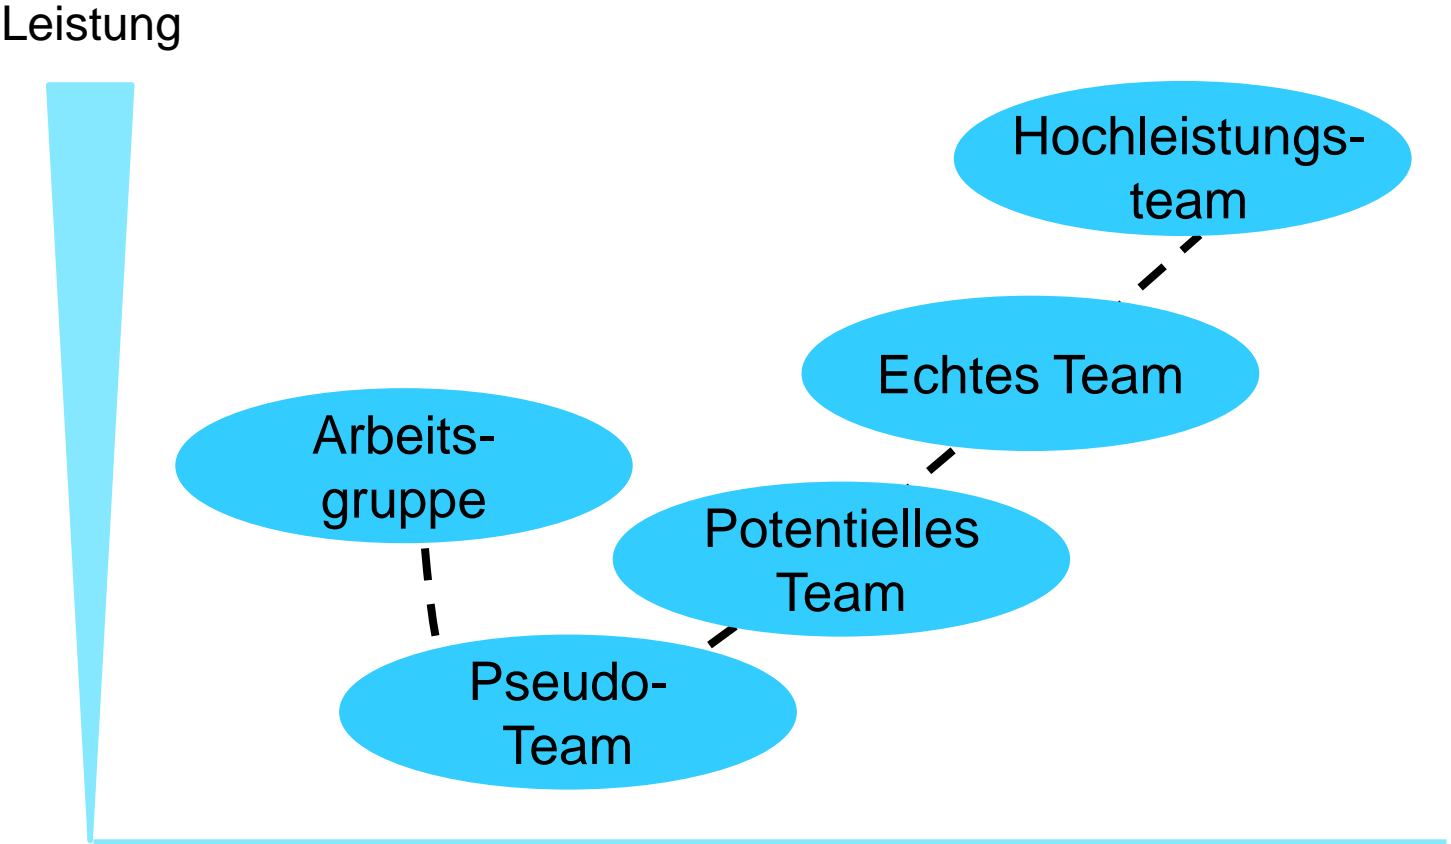 Leistung
Hochleistungs-
team
Echtes Team
Arbeits-
gruppe
Potentielles
Team
Pseudo-
Team